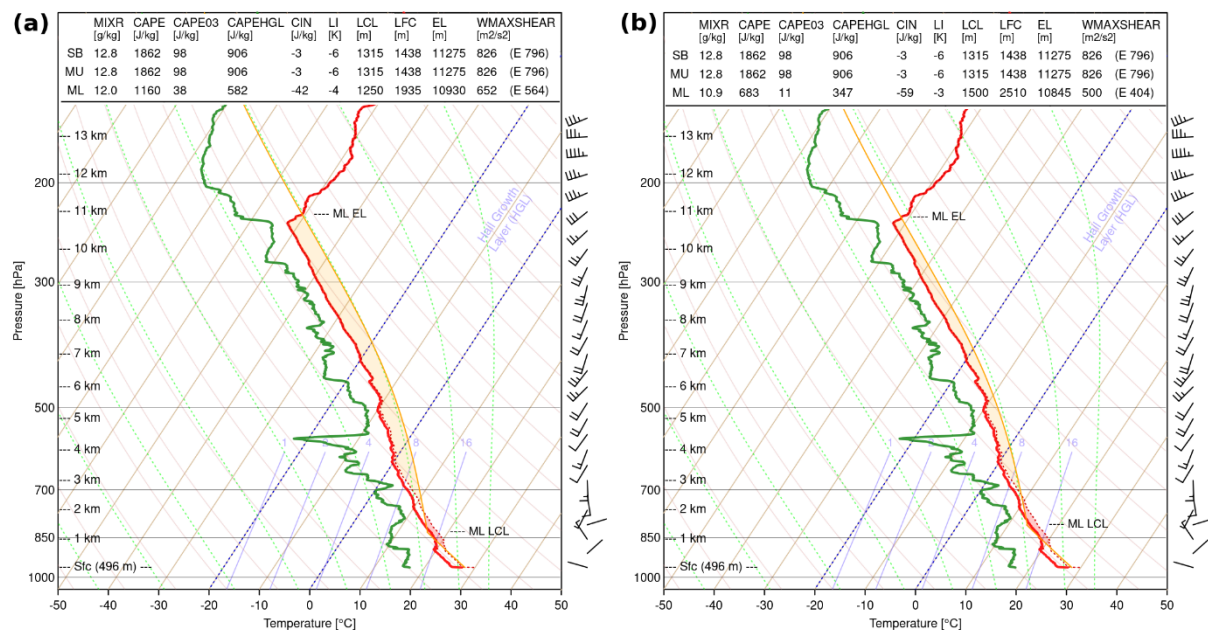 (a)
MIXR CAPE CAPE03 CAPEHGL CIN LI LCL LFC EL WMAXSHEAR
[g/kg] [J/kg] [J/kg] [J/kg] [J/kg] [K] [m] [m] [m] [m2/s2]
SB 12.8 1862 98 906 -3 -6 1315 1438 11275 826 (E 796)
MU 12.8 1862 98 906 -3 -6 1315 1438 11275 826 (E 796)
ML 12.0 1160 38 582 -42 -4 1250 1935 10930 652 (E 564)
13 km
12 km
200
11 km
ML EL
Hail Growth
Layer (HGL)
10 km
300
9 km
8 km
7 km
6 km
500
5 km
1 4 8 16
4 km
3 km
700
2 km
ML LCL
850
1 km
Sfc (496 m)
1000
Pressure [hPa]
-50 -40 -30 -20 -10 0 10 20 30 40 50
Temperature [°C]
(b)
MIXR CAPE CAPE03 CAPEHGL CIN LI LCL LFC EL WMAXSHEAR
[g/kg] [J/kg] [J/kg] [J/kg] [J/kg] [K] [m] [m] [m] [m2/s2]
SB 12.8 1862 98 906 -3 -6 1315 1438 11275 826 (E 796)
MU 12.8 1862 98 906 -3 -6 1315 1438 11275 826 (E 796)
ML 10.9 683 11 347 -59 -3 1500 2510 10845 500 (E 404)
13 km
12 km
200
11 km
ML EL
Hail Growth
Layer (HGL)
10 km
300
9 km
8 km
7 km
6 km
500
5 km
1 4 8 16
4 km
3 km
700
2 km
ML LCL
850
1 km
Sfc (496 m)
1000
Pressure [hPa]
-50 -40 -30 -20 -10 0 10 20 30 40 50
Temperature [°C]